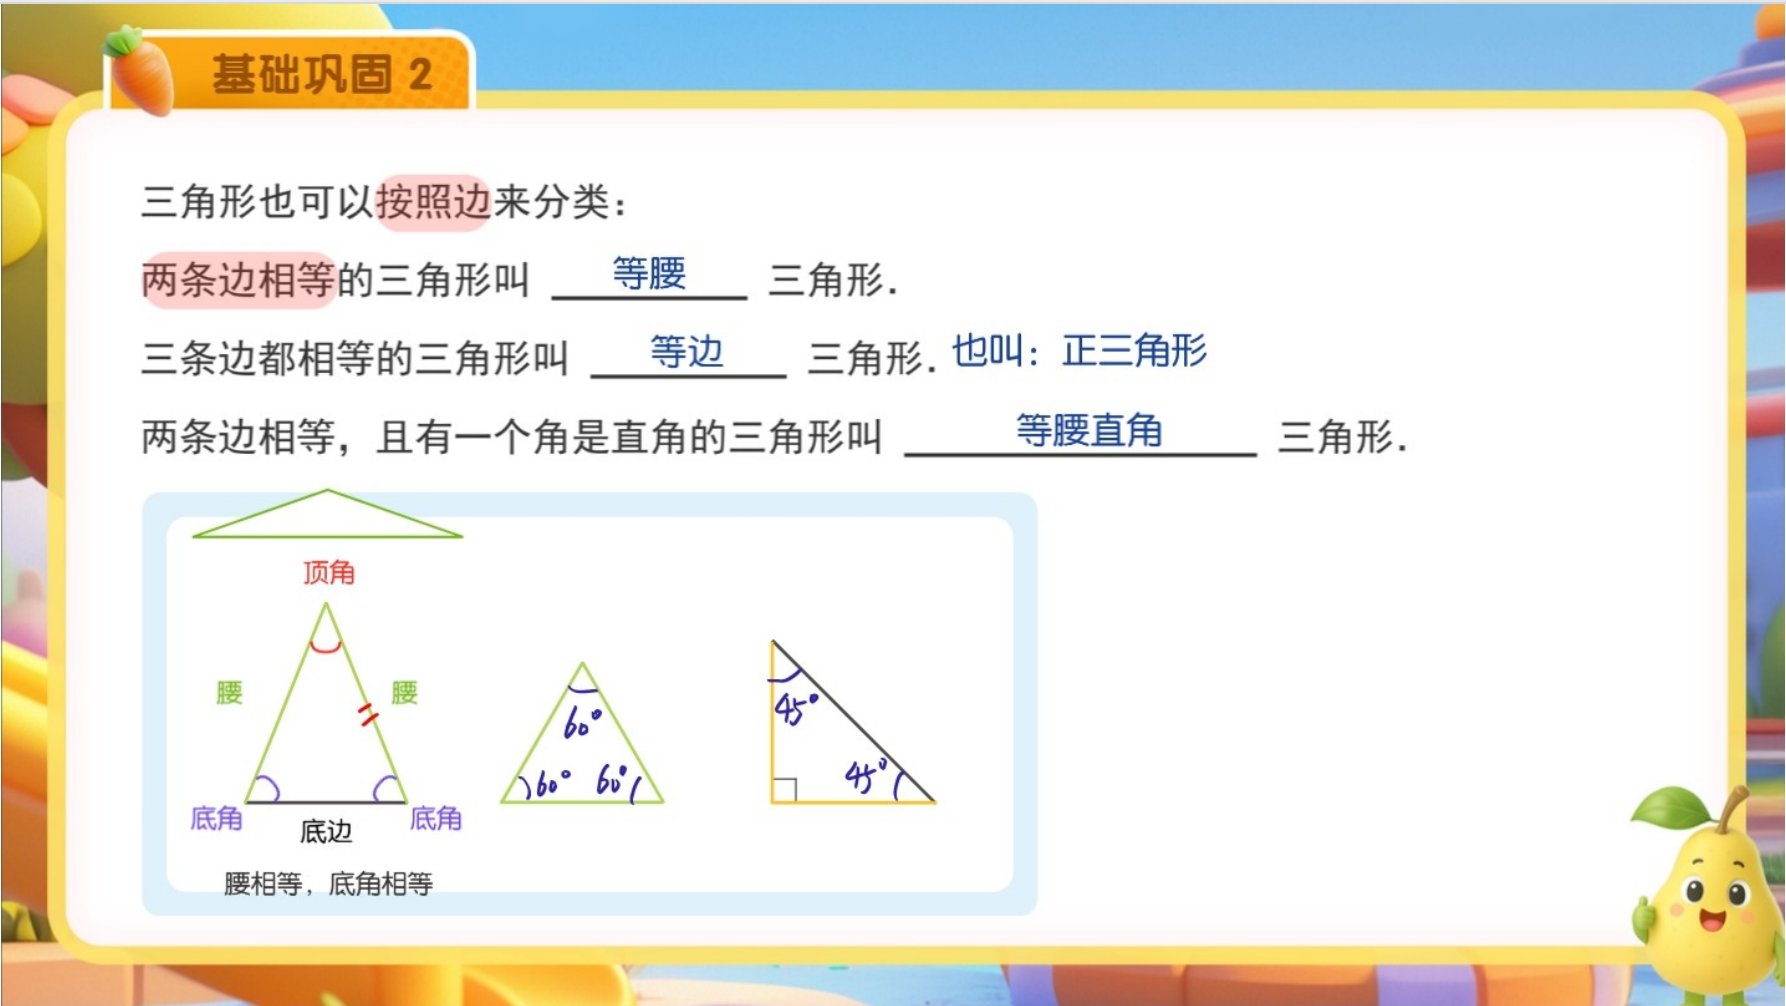 基础巩固 2
三角形也可以按照边来分类：
两条边相等的三角形叫 等腰 三角形.
三条边都相等的三角形叫 等边 三角形. 也叫：正三角形
两条边相等，且有一个角是直角的三角形叫 等腰直角 三角形.
顶角
腰 腰
底角 底边 底角
腰相等，底角相等
60°
60° 60°
45°
45°